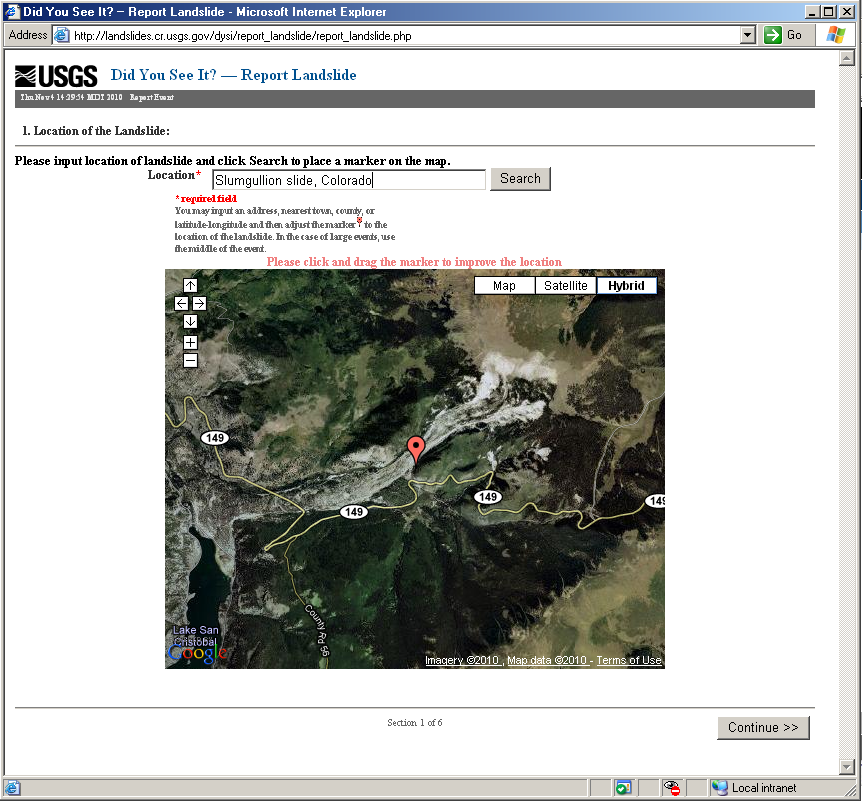 Did You See It? - Report Landslide - Microsoft Internet Explorer
Address http://landslides.cr.usgs.gov/dysi/report_landslide/report_landslide.php Go
USGS Did You See It? — Report Landslide
Thu Nov 4 14:39:54 MDT 2010 Report Event
1. Location of the Landslide:
Please input location of landslide and click Search to place a marker on the map.
Location* Slumgullion slide, Colorado Search
*required field
You may input an address, nearest town, county, or
latitude-longitude and then adjust the marker to the
location of the landslide. In the case of large events, use
the middle of the event.
Please click and drag the marker to improve the location
Map Satellite Hybrid
149
149
149
149
County Rd 56
Lake San
Cristobal
Google
Imagery ©2010 , Map data ©2010 - Terms of Use
Section 1 of 6
Continue >>
Local intranet